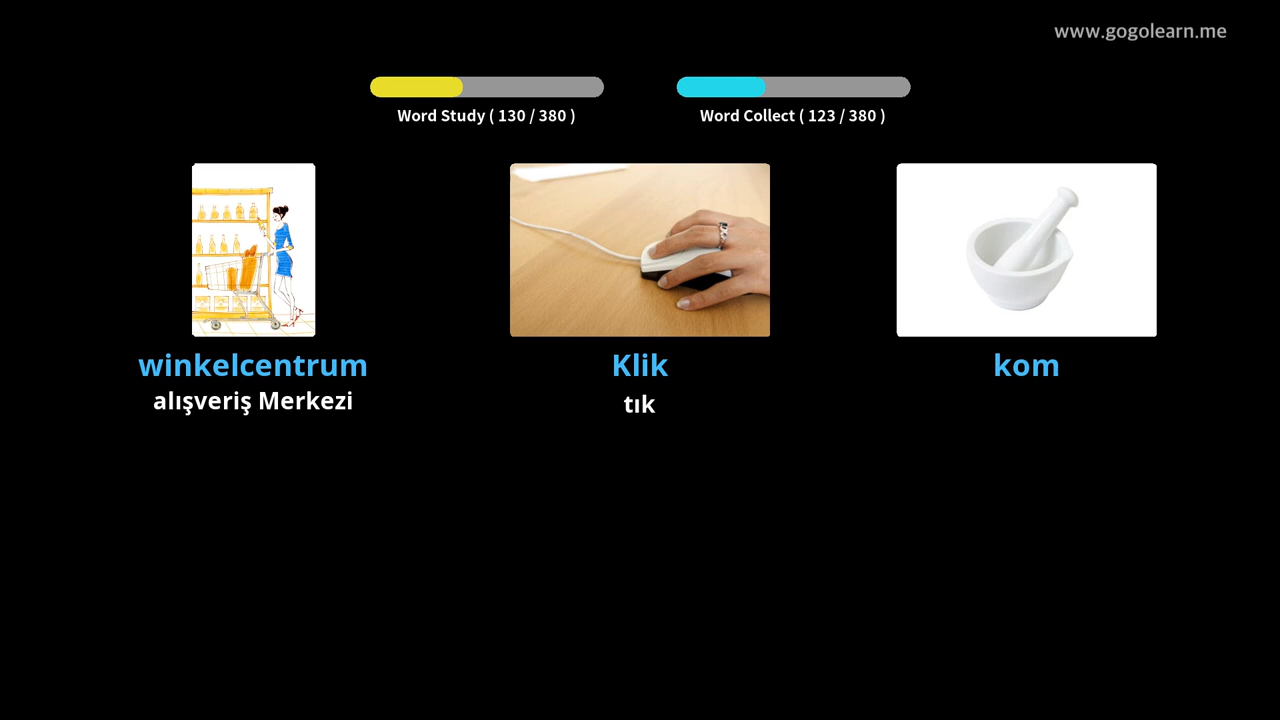 www.gogolearn.me
Word Study ( 130 / 380 )
Word Collect ( 123 / 380 )
winkelcentrum
alışveriş Merkezi
Klik
tık
kom